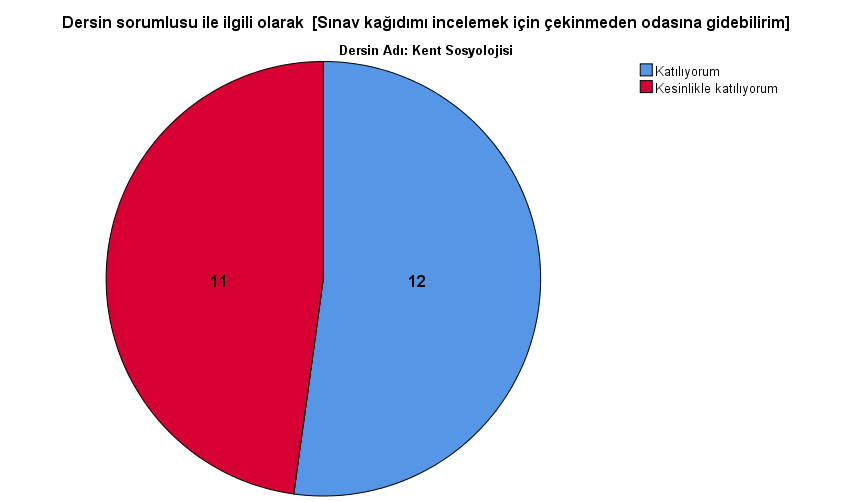 Dersin sorumlusu ile ilgili olarak [Sınav kağıdımı incelemek için çekinmeden odasına gidebilirim]
Dersin Adı: Kent Sosyolojisi
Katılıyorum
Kesinlikle katılıyorum
11
12